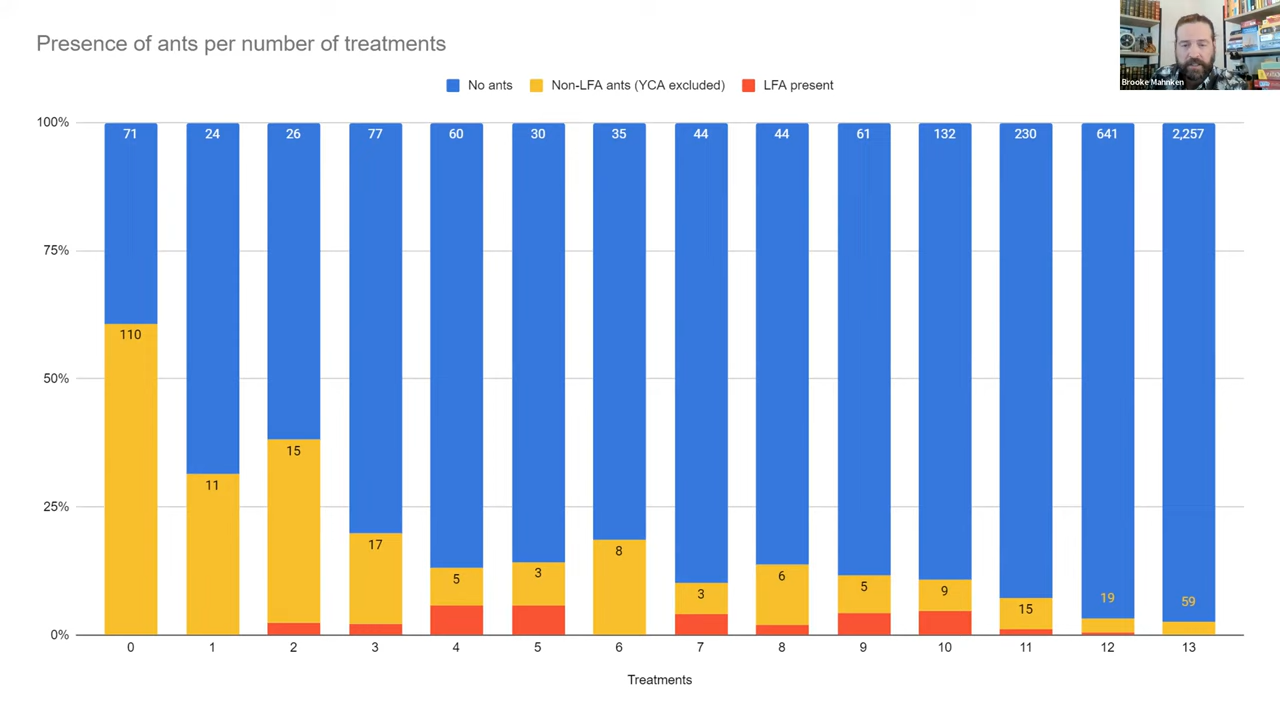 Presence of ants per number of treatments
Brooke Mahnken
No ants Non-LFA ants (YCA excluded) LFA present
100%
71 24 26 77 60 30 35 44 44 61 132 230 641 2,257
75%
50%
25%
0%
110 11 15 17 5 3 8 3 6 5 9 15 19 59
0 1 2 3 4 5 6 7 8 9 10 11 12 13
Treatments